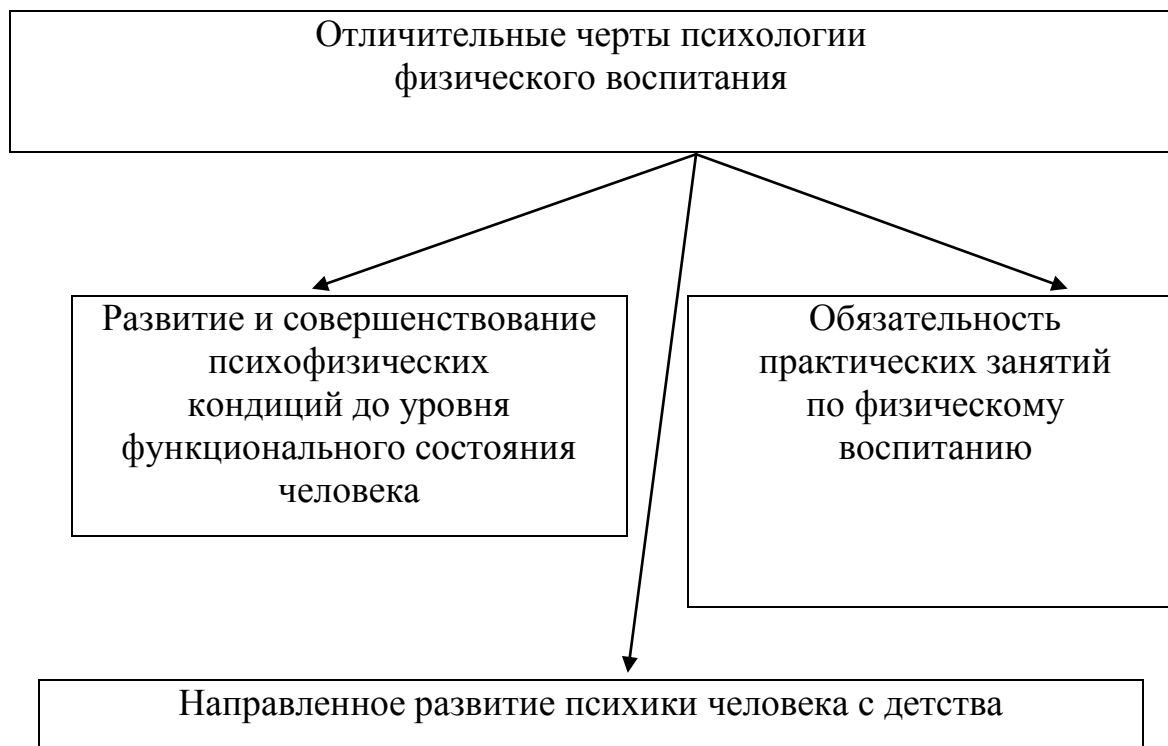 Отличительные черты психологии
физического воспитания
Развитие и совершенствование
психофизических
кондиций до уровня
функционального состояния
человека
Обязательность
практических занятий
по физическому
воспитанию
Направленное развитие психики человека с детства